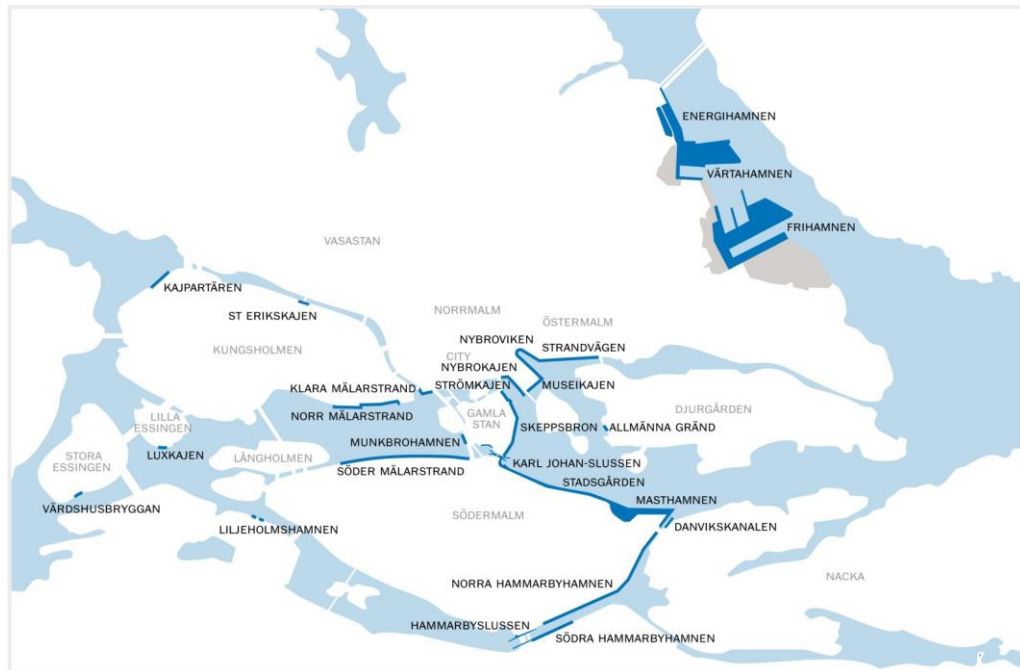 ENERGIHAMNEN
VÄRTAHAMNEN
FRIHAMNEN
VASASTAN
KAJPARTÄREN
ST ERIKSKAJEN
NORRMALM
ÖSTERMALM
NYBROVIKEN
STRANDVÄGEN
KUNGSHOLMEN
CITY
NYBROKAJEN
KLARA MÄLARSTRAND
STRÖMKAJEN
MUSEIKAJEN
DJURGÅRDEN
NORR MÄLARSTRAND
GAMLA
STAN
LILLA
ESSINGEN
SKEPPSBRON
ALLMÄNNA GRÄND
MUNKBROHAMNEN
STORA
ESSINGEN
LUXKAJEN
LÅNGHOLMEN
SÖDER MÄLARSTRAND
KARL JOHAN-SLUSSEN
STADSGÅRDEN
MASTHAMNEN
VÄRDSHUSBRYGGAN
LILJEHOLMSHAMNEN
SÖDERMALM
DANVIKSKANALEN
NACKA
NORRA HAMMARBYHAMNEN
HAMMARBYSLUSSEN
SÖDRA HAMMARBYHAMNEN